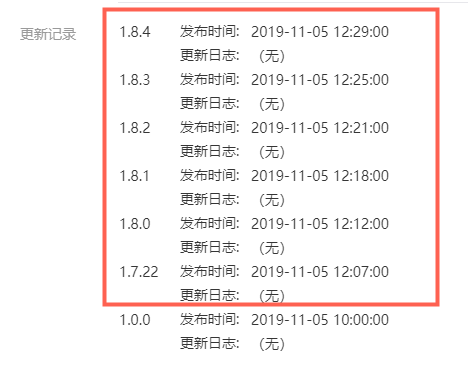 更新记录
1.8.4 发布时间: 2019-11-05 12:29:00
更新日志: （无）
1.8.3 发布时间: 2019-11-05 12:25:00
更新日志: （无）
1.8.2 发布时间: 2019-11-05 12:21:00
更新日志: （无）
1.8.1 发布时间: 2019-11-05 12:18:00
更新日志: （无）
1.8.0 发布时间: 2019-11-05 12:12:00
更新日志: （无）
1.7.22 发布时间: 2019-11-05 12:07:00
更新日志: （无）
1.0.0 发布时间: 2019-11-05 10:00:00
更新日志: （无）